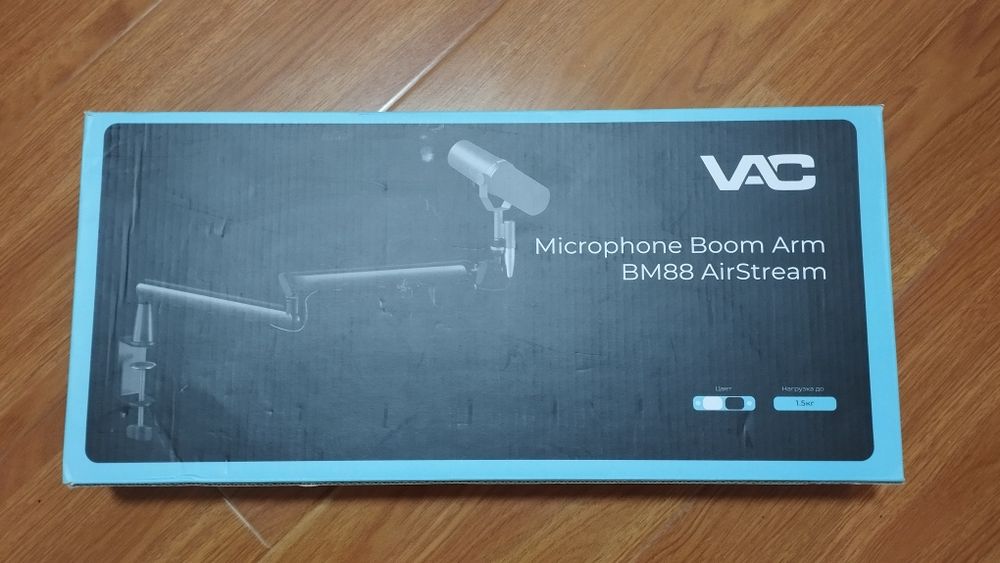 VAC
Microphone Boom Arm
BM88 AirStream
Цвет
Нагрузка до
1.5кг